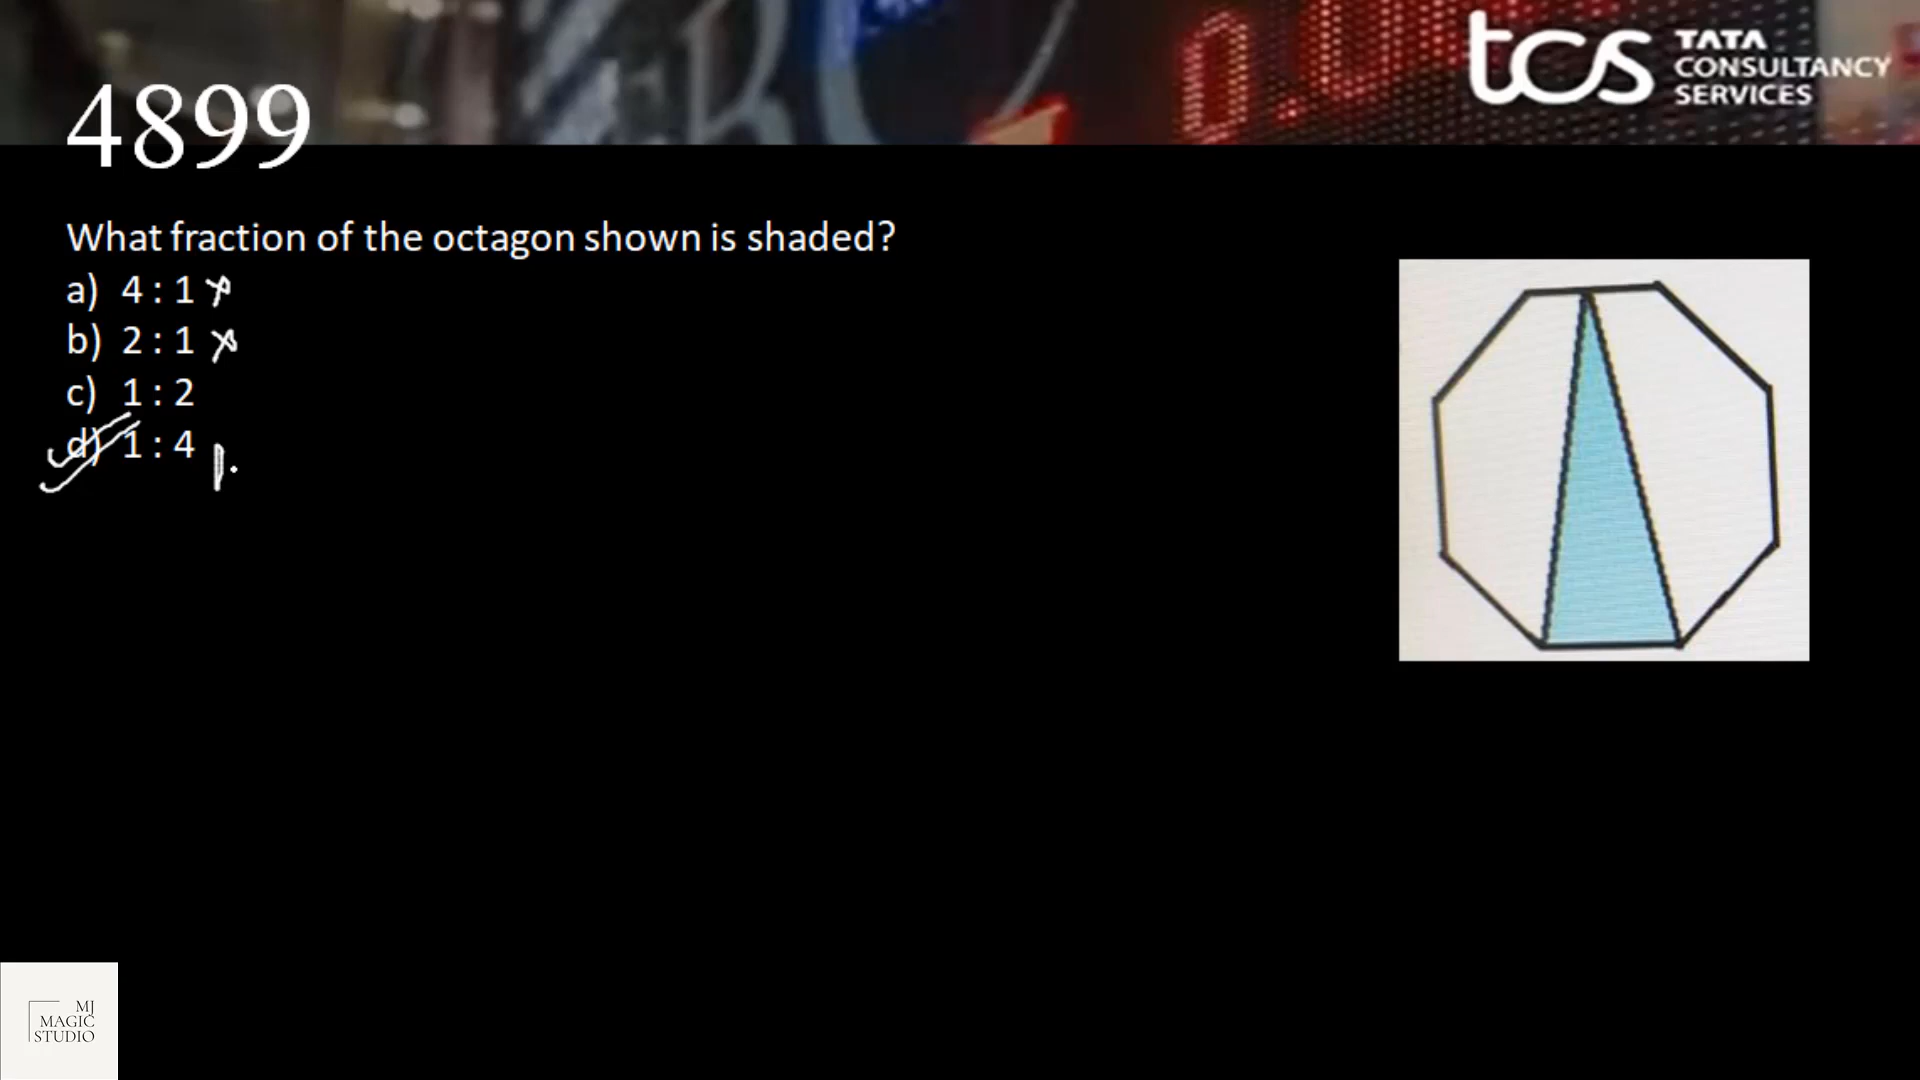 tcs TATA
CONSULTANCY
SERVICES
4899
What fraction of the octagon shown is shaded?
a) 4 : 1
b) 2 : 1
c) 1 : 2
d) 1 : 4
MJ
MAGIC
STUDIO